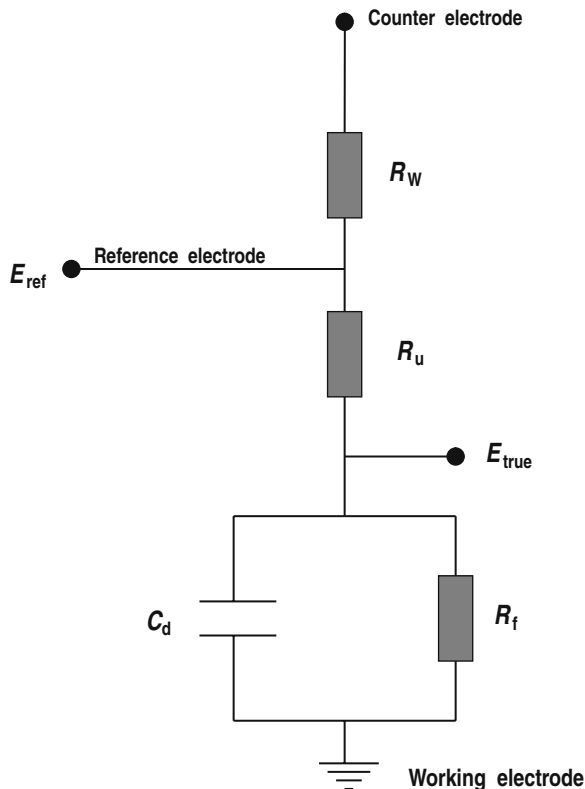 Counter electrode
R_W
Reference electrode
E_ref
R_u
E_true
C_d
R_f
Working electrode